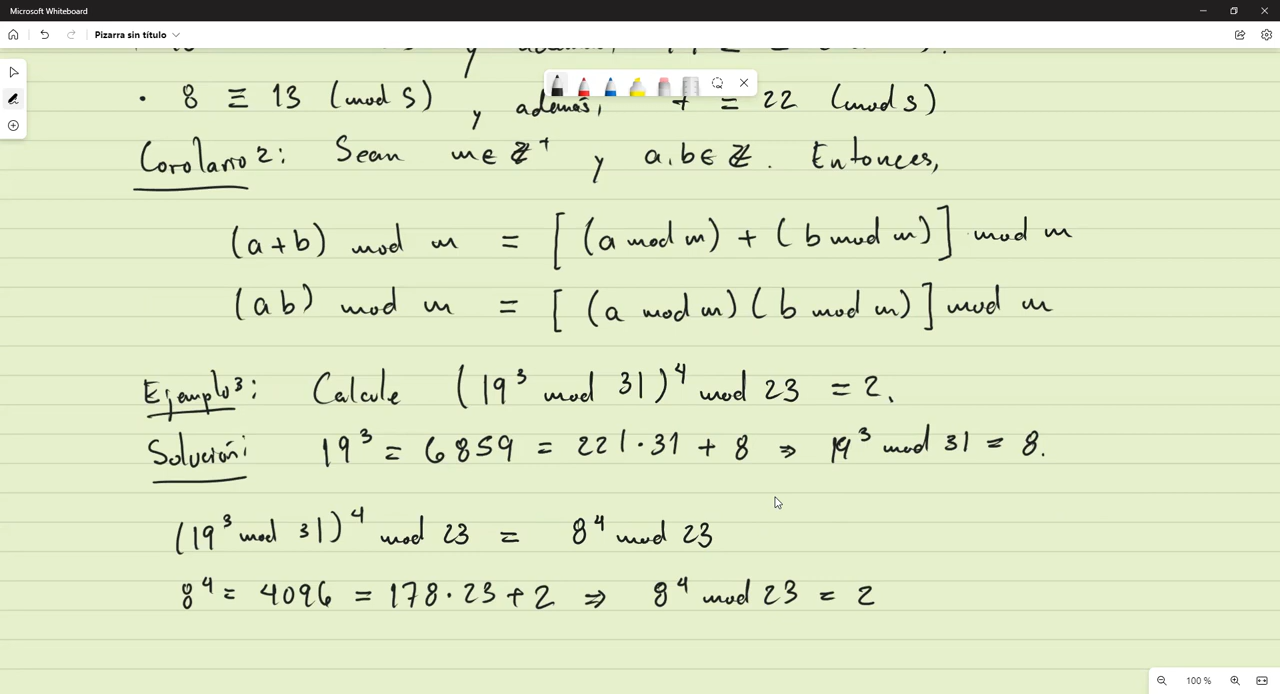 Microsoft Whiteboard
Pizarra sin título
y además,
· 8 ≡ 13 (mod 5) y además, 7 ≡ 22 (mod 5)
Corolario 2: Sean m ∈ ℤ⁺ y a, b ∈ ℤ. Entonces,
(a + b) mod m = [(a mod m) + (b mod m)] mod m
(ab) mod m = [(a mod m)(b mod m)] mod m
Ejemplo 3: Calcule (19³ mod 31)⁴ mod 23 = 2.
Solución: 19³ = 6859 = 221·31 + 8 ⇒ 19³ mod 31 = 8.
(19³ mod 31)⁴ mod 23 = 8⁴ mod 23
8⁴ = 4096 = 178·23 + 2 ⇒ 8⁴ mod 23 = 2
100 %